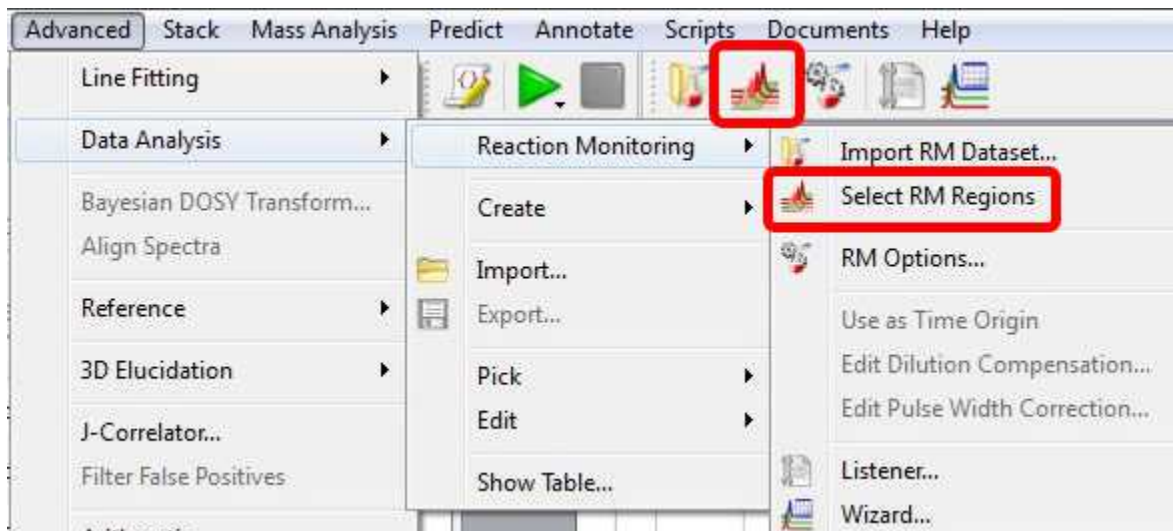 Advanced Stack Mass Analysis Predict Annotate Scripts Documents Help
Line Fitting
Data Analysis
Bayesian DOSY Transform...
Align Spectra
Reference
3D Elucidation
J-Correlator...
Filter False Positives
Reaction Monitoring
Create
Import...
Export...
Pick
Edit
Show Table...
Import RM Dataset...
Select RM Regions
RM Options...
Use as Time Origin
Edit Dilution Compensation...
Edit Pulse Width Correction...
Listener...
Wizard...